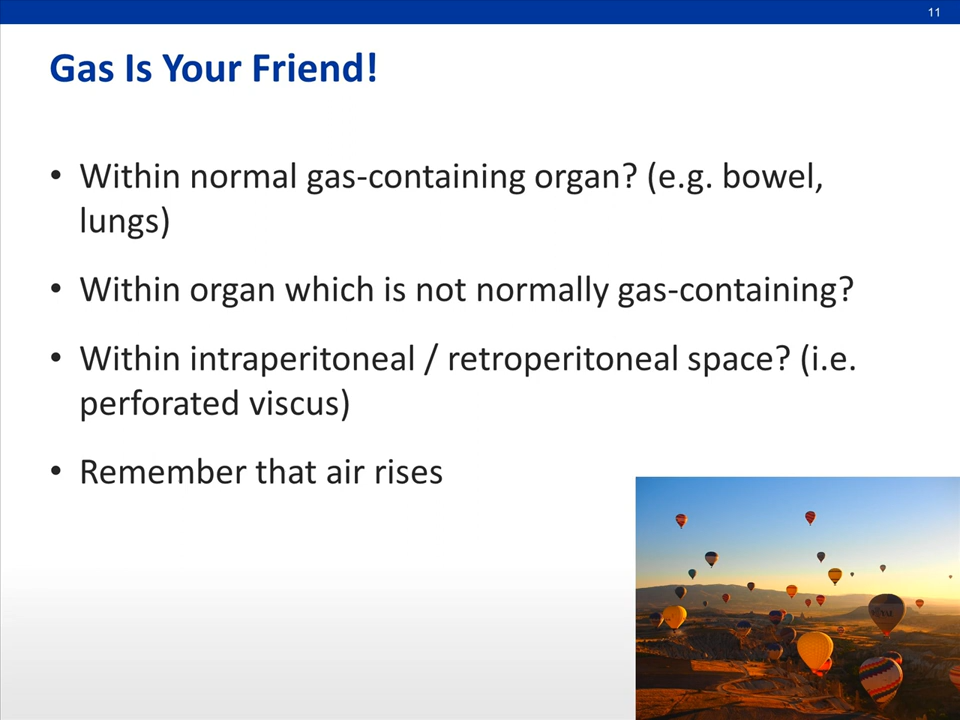 11
Gas Is Your Friend!
• Within normal gas-containing organ? (e.g. bowel,
lungs)
• Within organ which is not normally gas-containing?
• Within intraperitoneal / retroperitoneal space? (i.e.
perforated viscus)
• Remember that air rises